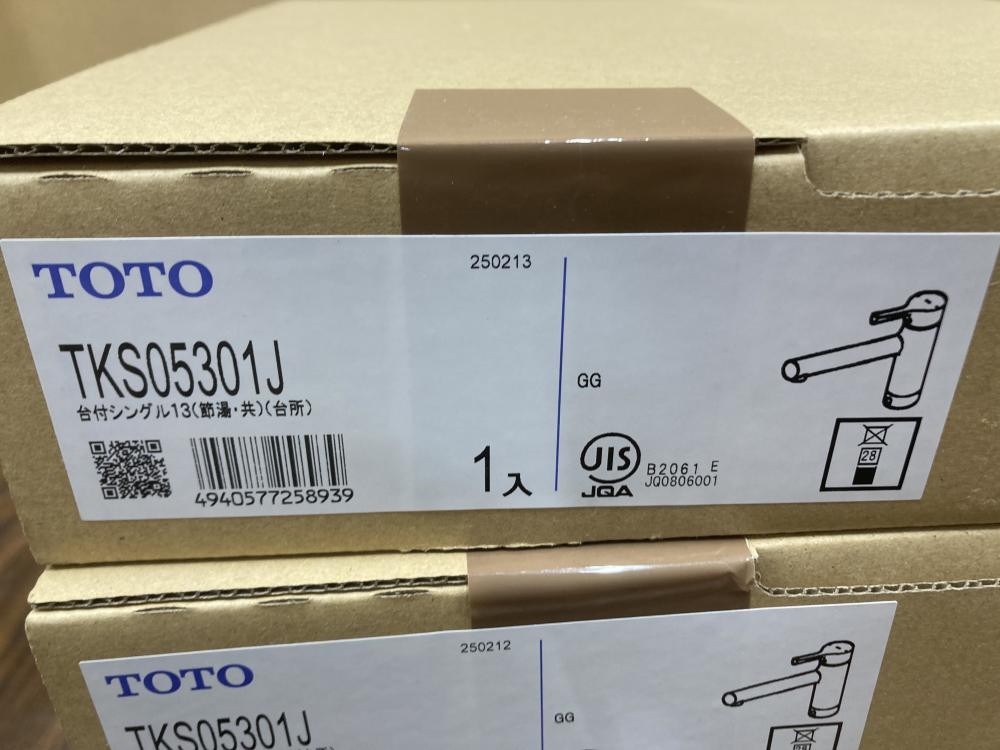 TOTO
250213
TKS05301J
台付シングル13(節湯・共)(台所)
4940577258939
1入
GG
JIS
JQA
B2061 E
JQ0806001
28
TOTO
250212
TKS05301J
GG
28